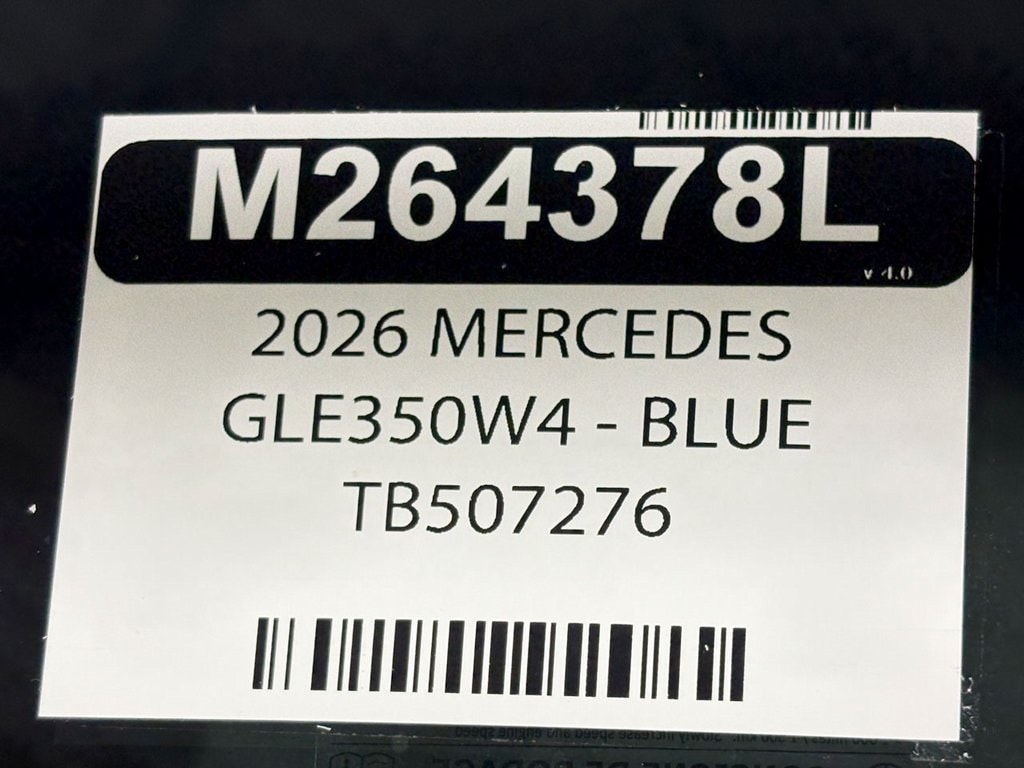 M264378L
v 4.0
2026 MERCEDES
GLE350W4 - BLUE
TB507276